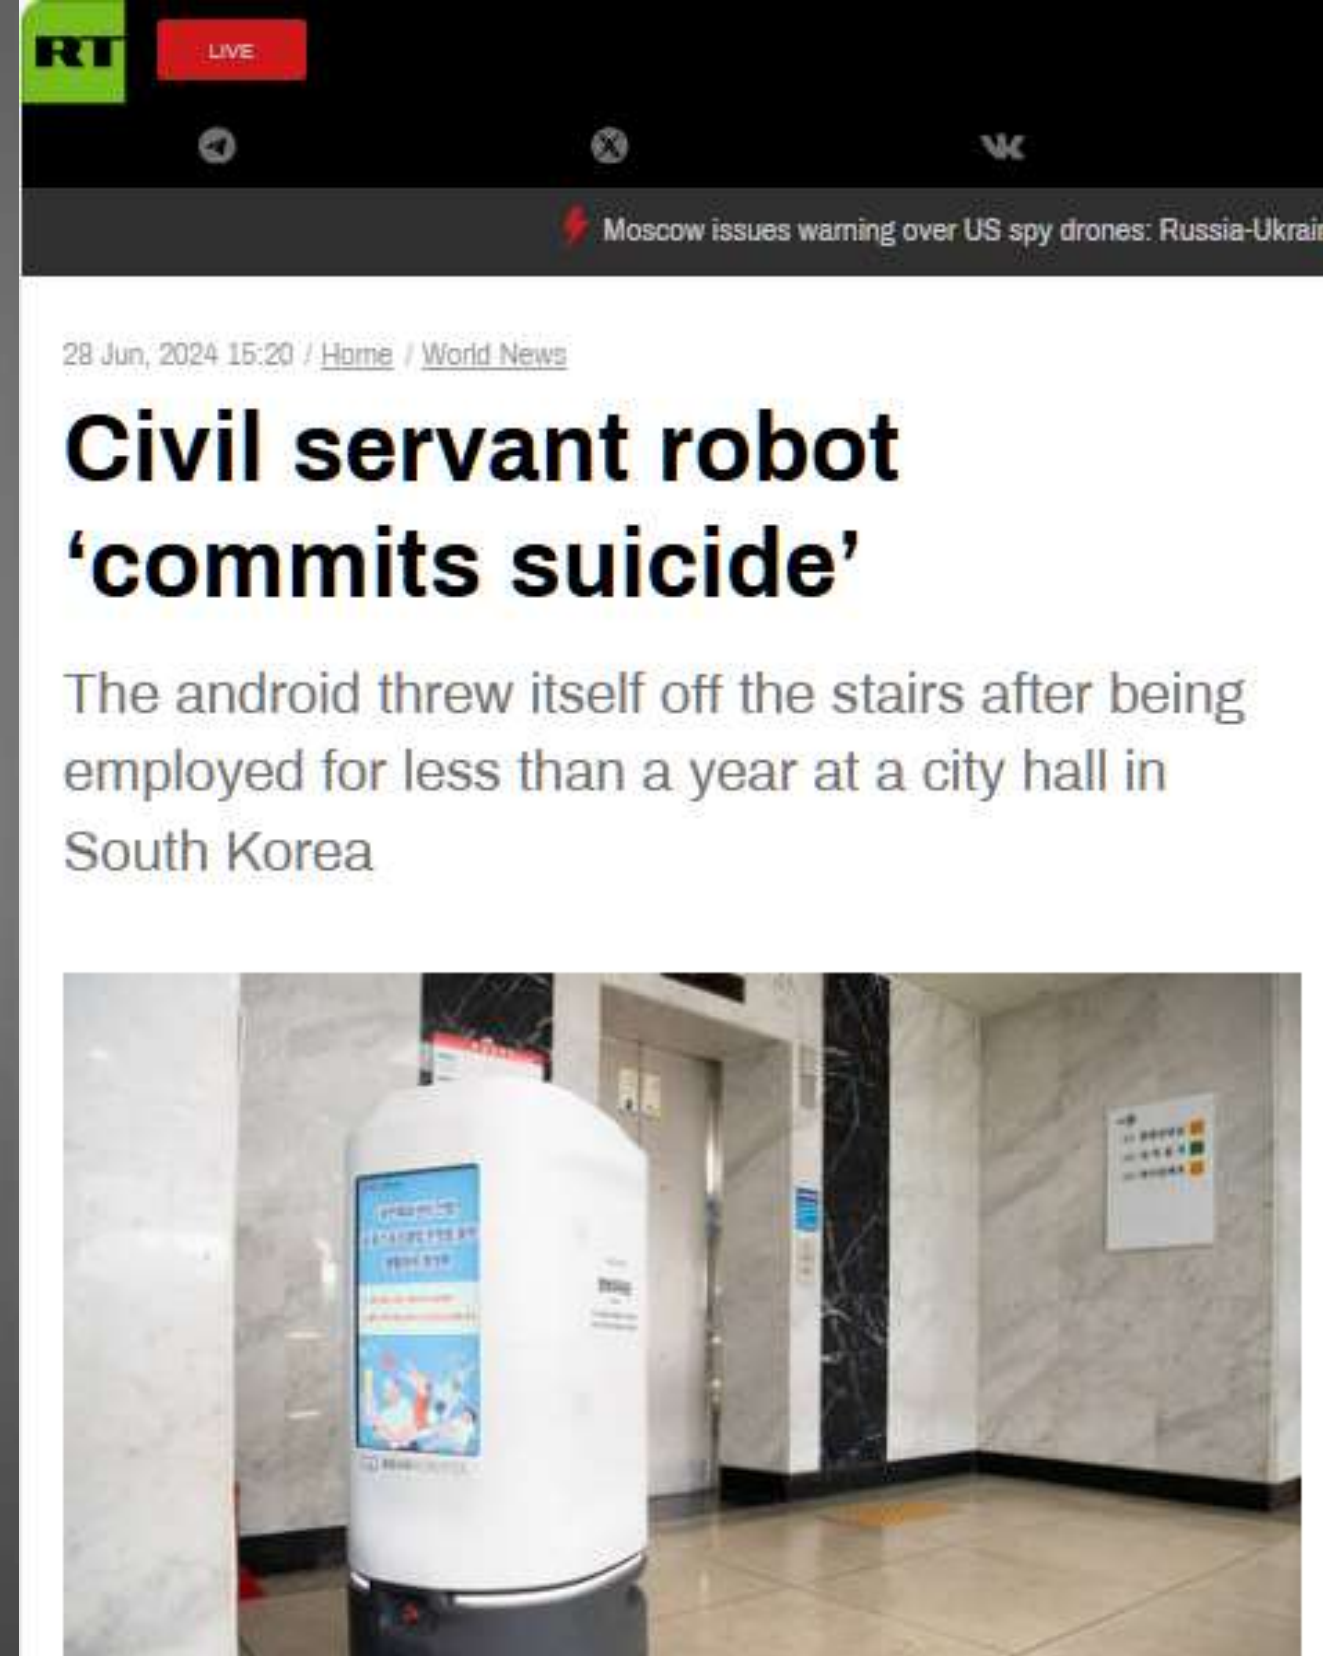 RT
LIVE
Moscow issues warning over US spy drones: Russia-Ukrain
28 Jun, 2024 15:20 / Home / World News
Civil servant robot
‘commits suicide’
The android threw itself off the stairs after being
employed for less than a year at a city hall in
South Korea